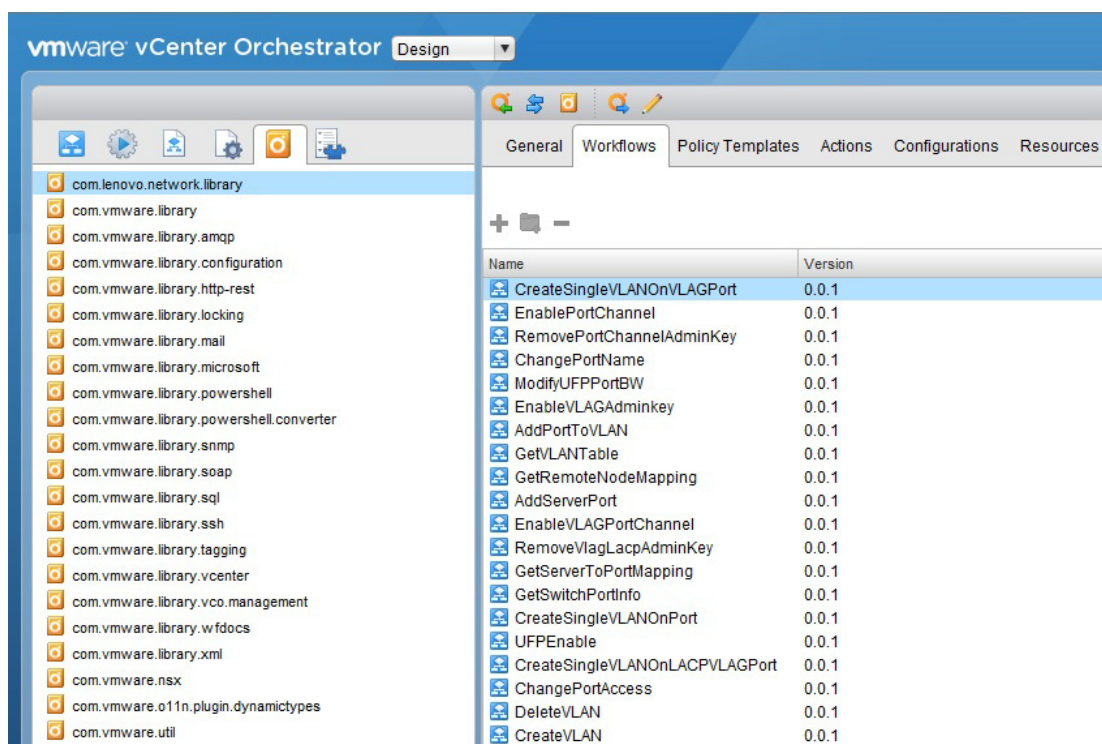 vmware vCenter Orchestrator Design
General Workflows Policy Templates Actions Configurations Resources
com.lenovo.network.library
com.vmware.library
com.vmware.library.amqp
com.vmware.library.configuration
com.vmware.library.http-rest
com.vmware.library.locking
com.vmware.library.mail
com.vmware.library.microsoft
com.vmware.library.powershell
com.vmware.library.powershell.converter
com.vmware.library.snmp
com.vmware.library.soap
com.vmware.library.sql
com.vmware.library.ssh
com.vmware.library.tagging
com.vmware.library.vcenter
com.vmware.library.vco.management
com.vmware.library.wfdocs
com.vmware.library.xml
com.vmware.nsx
com.vmware.o11n.plugin.dynamictypes
com.vmware.util
Name Version
CreateSingleVLANOnVLAGPort 0.0.1
EnablePortChannel 0.0.1
RemovePortChannelAdminKey 0.0.1
ChangePortName 0.0.1
ModifyUFPPortBW 0.0.1
EnableVLAGAdminkey 0.0.1
AddPortToVLAN 0.0.1
GetVLANTable 0.0.1
GetRemoteNodeMapping 0.0.1
AddServerPort 0.0.1
EnableVLAGPortChannel 0.0.1
RemoveVlagLacpAdminKey 0.0.1
GetServerToPortMapping 0.0.1
GetSwitchPortInfo 0.0.1
CreateSingleVLANOnPort 0.0.1
UFPEnable 0.0.1
CreateSingleVLANOnLACPVLAGPort 0.0.1
ChangePortAccess 0.0.1
DeleteVLAN 0.0.1
CreateVLAN 0.0.1